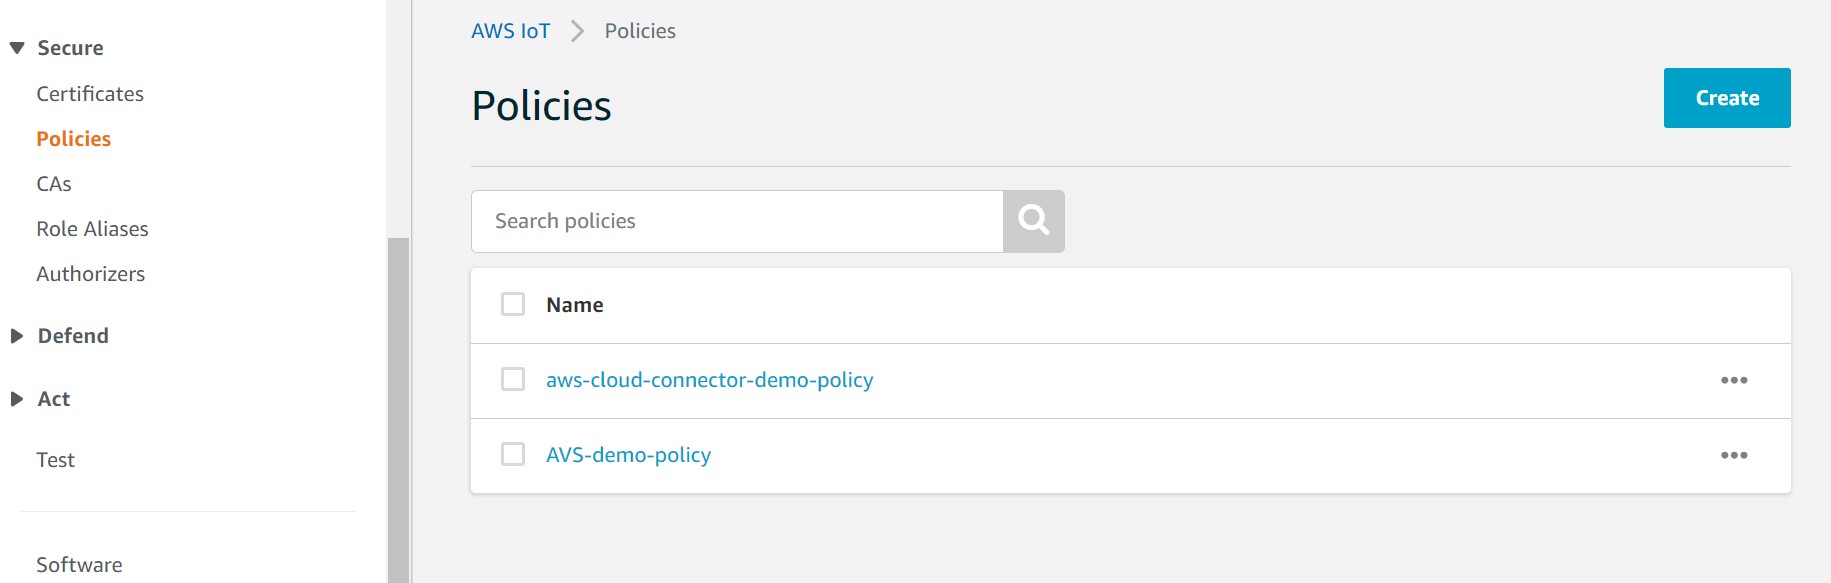 Secure
Certificates
Policies
CAs
Role Aliases
Authorizers
Defend
Act
Test
Software
AWS IoT > Policies
Policies
Create
Search policies
Name
aws-cloud-connector-demo-policy
AVS-demo-policy